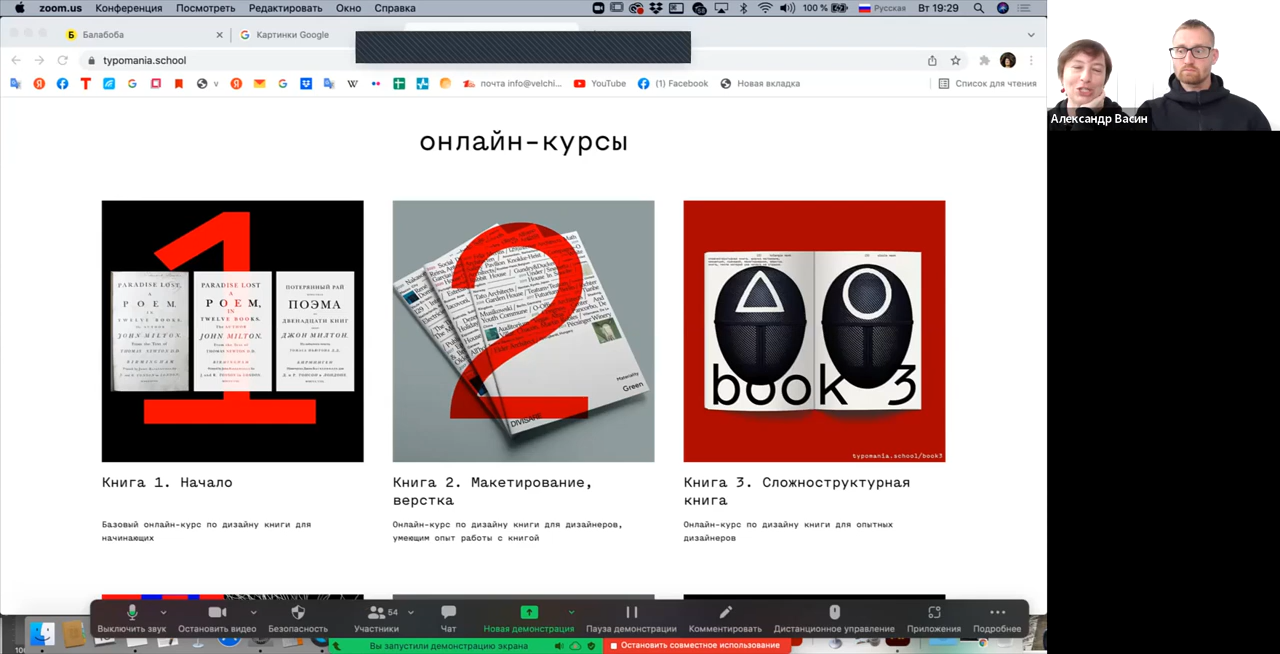 zoom.us Конференция Посмотреть Редактировать Окно Справка
100 % Русская Вт 19:29
Балабоба
Картинки Google
typomania.school
почта info@velchi...
YouTube
(1) Facebook
Новая вкладка
Список для чтения
Александр Васин
онлайн-курсы
1
PARADISE LOST,
A
POEM,
IN
TWELVE BOOKS.
JOHN MILTON.
PARADISE LOST
A
POEM,
IN
TWELVE BOOKS.
The AUTHOR
JOHN MILTON.
ПОТЕРЯННЫЙ РАЙ
ПОЭМА
ДВЕНАДЦАТИ КНИГ
ДЖОН МИЛТОН.
2
Materiality
Green
DIVISARE
book 3
typomania.school/book3
Книга 1. Начало
Базовый онлайн-курс по дизайну книги для
начинающих
Книга 2. Макетирование,
верстка
Онлайн-курс по дизайну книги для дизайнеров,
умеющим опыт работы с книгой
Книга 3. Сложноструктурная
книга
Онлайн-курс по дизайну книги для опытных
дизайнеров
54
Выключить звук
Остановить видео
Безопасность
Участники
Чат
Новая демонстрация
Пауза демонстрации
Комментировать
Дистанционное управление
Приложения
Подробнее
Вы запустили демонстрацию экрана
Остановить совместное использование